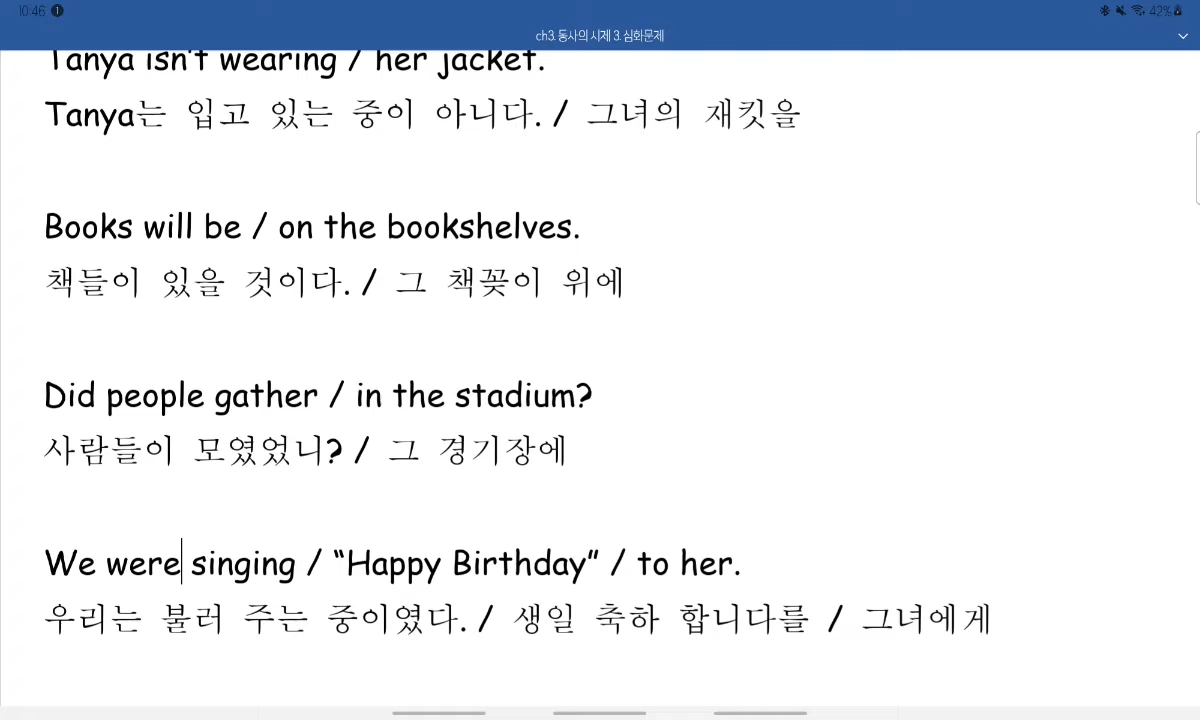 10:46 1 42%
ch3. 동사의 시제 3. 심화문제
Tanya isn't wearing / her jacket.
Tanya는 입고 있는 중이 아니다. / 그녀의 재킷을
Books will be / on the bookshelves.
책들이 있을 것이다. / 그 책꽂이 위에
Did people gather / in the stadium?
사람들이 모였었니? / 그 경기장에
We were singing / “Happy Birthday” / to her.
우리는 불러 주는 중이였다. / 생일 축하 합니다를 / 그녀에게